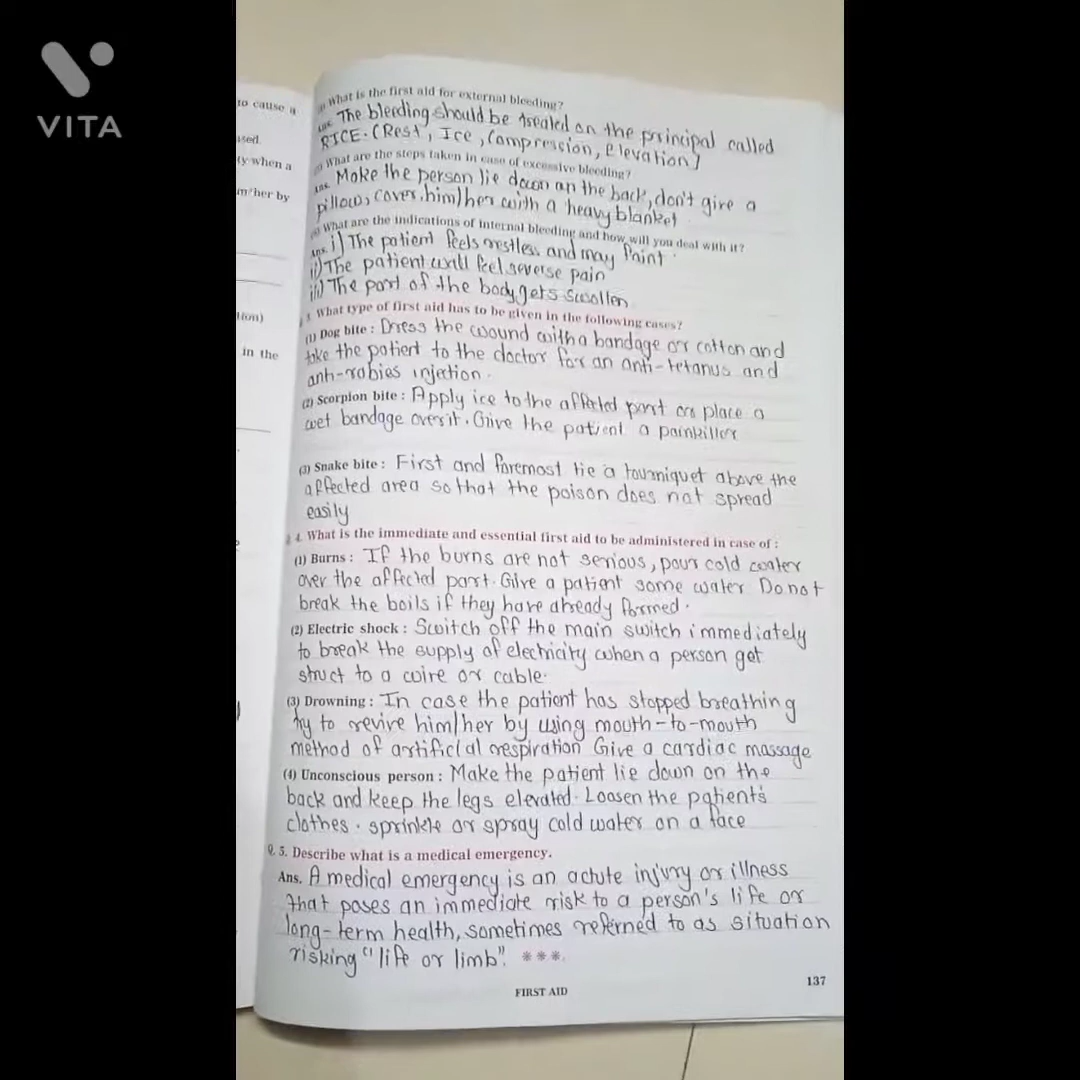 VITA
to cause a
ty when a
m/her by
tion)
in the
What is the first aid for external bleeding?
Ans. The bleeding should be treated on the principal called
RICE. (Rest, Ice, Compression, Elevation)
What are the steps taken in case of excessive bleeding?
Ans. Make the person lie down on the back, don't give a
pillow, cover him/her with a heavy blanket
What are the indications of internal bleeding and how will you deal with it?
Ans. i) The patient feels restless and may faint.
ii) The patient will feel severse pain
iii) The part of the body gets swollen
3. What type of first aid has to be given in the following cases?
(1) Dog bite : Dress the wound with a bandage or cotton and
take the patient to the doctor for an anti-tetanus and
anti-rabies injection.
(2) Scorpion bite : Apply ice to the affected part or place a
wet bandage over it. Give the patient a painkiller
(3) Snake bite : First and foremost tie a tourniquet above the
affected area so that the poison does not spread
easily
4. What is the immediate and essential first aid to be administered in case of :
(1) Burns : If the burns are not serious, pour cold water
over the affected part. Give a patient some water Do not
break the boils if they have already formed.
(2) Electric shock : Switch off the main switch immediately
to break the supply of electricity when a person get
struct to a wire or cable.
(3) Drowning : In case the patient has stopped breathing
try to revive him/her by using mouth-to-mouth
method of artificial respiration Give a cardiac massage
(4) Unconscious person : Make the patient lie down on the
back and keep the legs elevated. Loosen the patient's
clothes. sprinkle or spray cold water on a face
Q. 5. Describe what is a medical emergency.
Ans. A medical emergency is an actute injury or illness
that poses an immediate risk to a person's life or
long-term health, sometimes referned to as situation
risking "life or limb". ***
FIRST AID
137